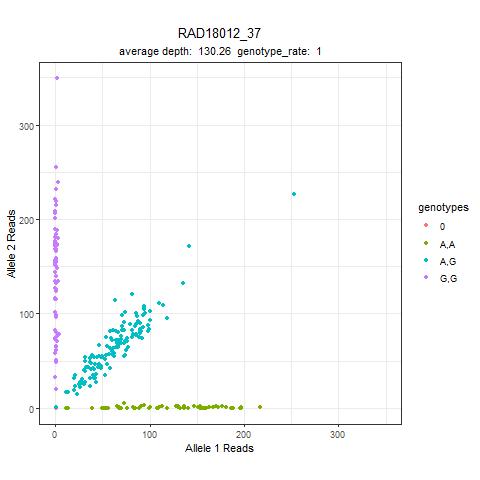 RAD18012_37
average depth: 130.26 genotype_rate: 1
300
200
100
0
Allele 2 Reads
0 100 200 300
Allele 1 Reads
genotypes
0
A,A
A,G
G,G